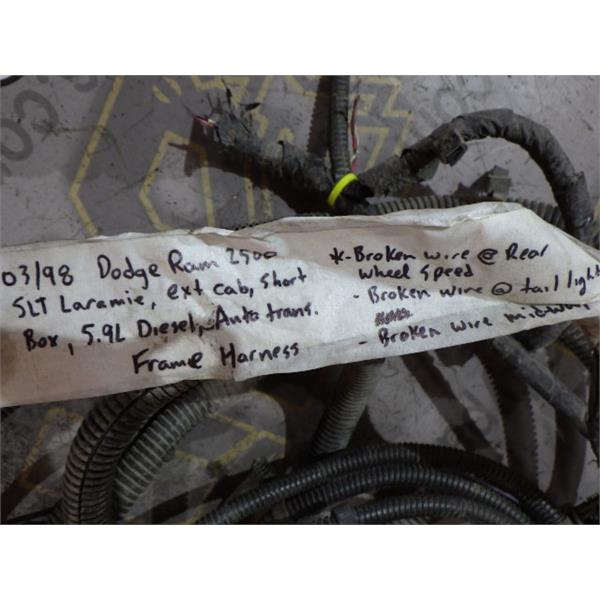 03/98 Dodge Ram 2500
SLT Laramie, ext cab, short
Box, 5.9L Diesel, Auto trans.
Frame Harness
*-Broken wire @ Rear
wheel speed
- Broken wire @ tail light
- Broken wire midway